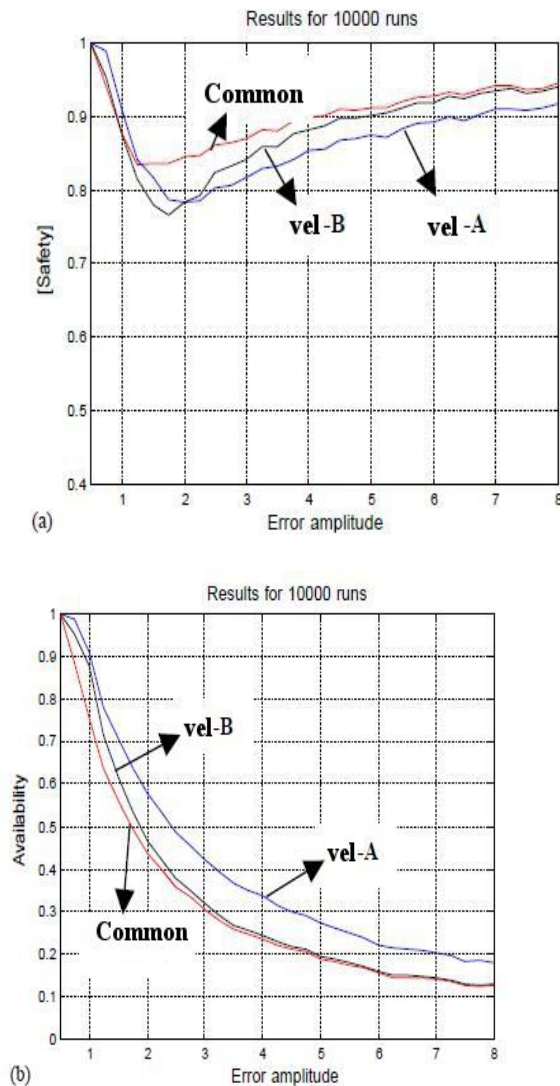 Results for 10000 runs
1
0.9
0.8
0.7
0.6
0.5
0.4
[Safety]
Common
vel-B
vel -A
1 2 3 4 5 6 7 8
Error amplitude
(a)
Results for 10000 runs
1
0.9
0.8
0.7
0.6
0.5
0.4
0.3
0.2
0.1
0
Availability
vel-B
vel-A
Common
1 2 3 4 5 6 7 8
Error amplitude
(b)